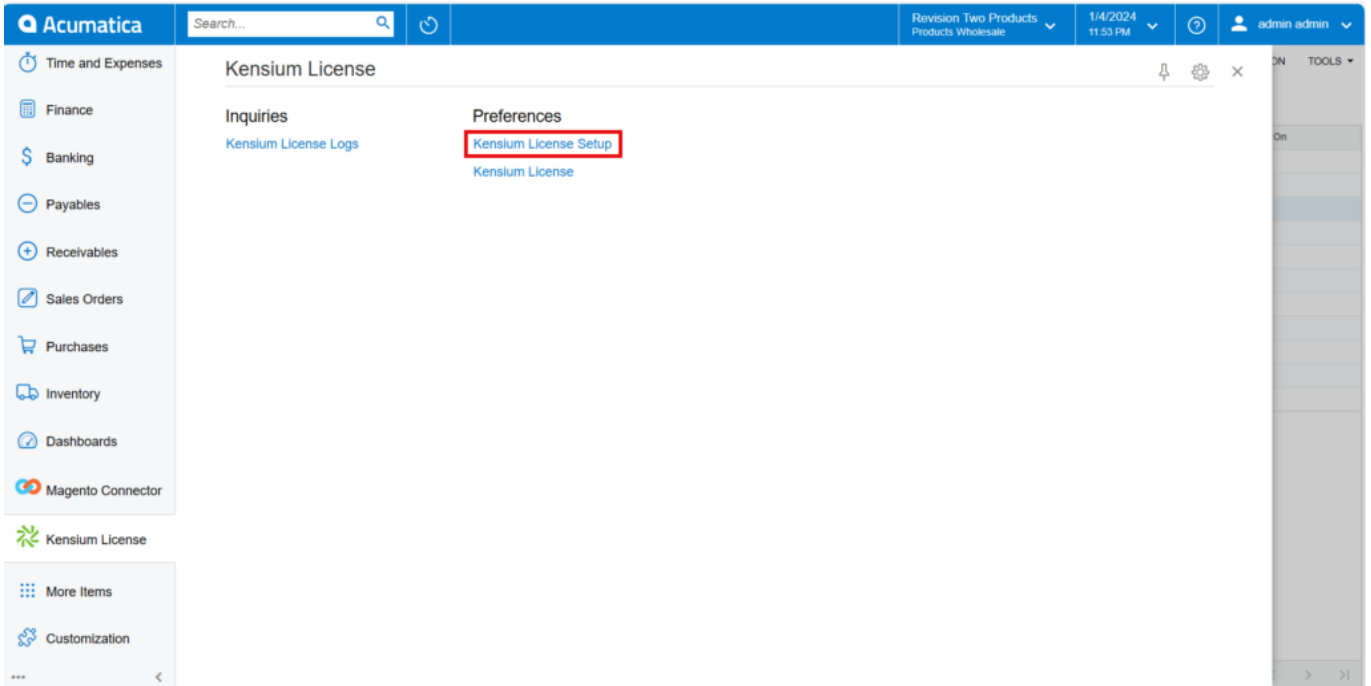 Acumatica
Search...
Revision Two Products
Products Wholesale
1/4/2024
11:53 PM
admin admin
Time and Expenses
Finance
Banking
Payables
Receivables
Sales Orders
Purchases
Inventory
Dashboards
Magento Connector
Kensium License
More Items
Customization
Kensium License
Inquiries
Kensium License Logs
Preferences
Kensium License Setup
Kensium License
TOOLS
On